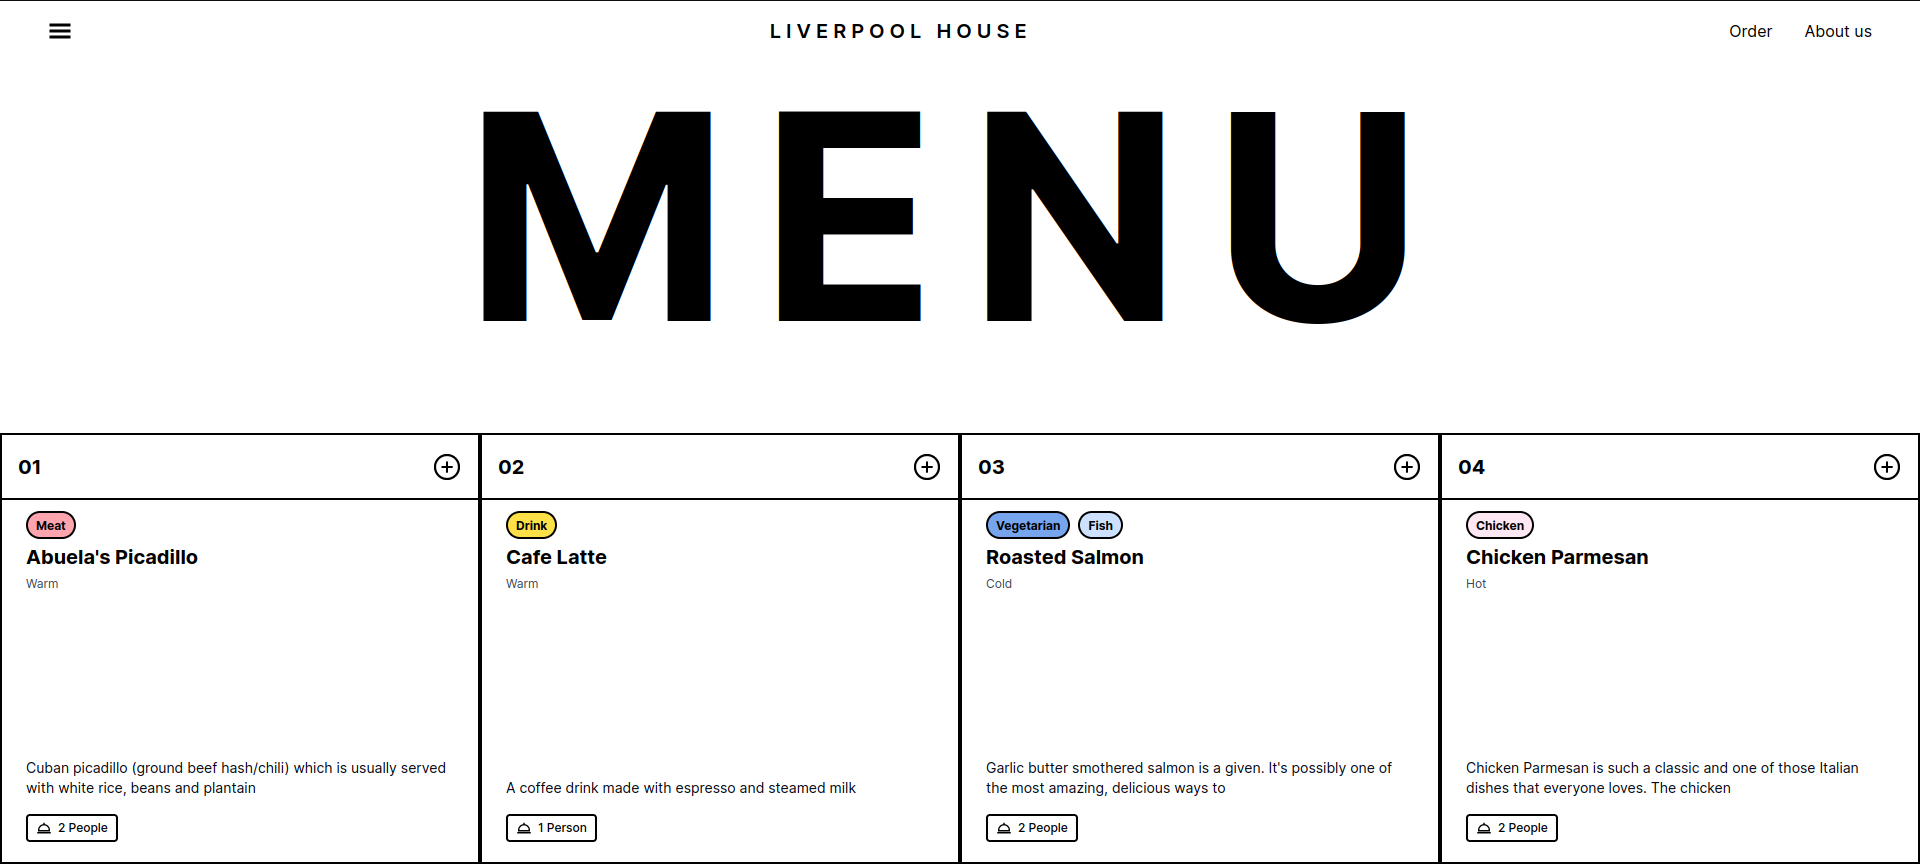 LIVERPOOL HOUSE
Order
About us
MENU
01
Meat
Abuela's Picadillo
Warm
Cuban picadillo (ground beef hash/chili) which is usually served
with white rice, beans and plantain
2 People
02
Drink
Cafe Latte
Warm
A coffee drink made with espresso and steamed milk
1 Person
03
Vegetarian
Fish
Roasted Salmon
Cold
Garlic butter smothered salmon is a given. It's possibly one of
the most amazing, delicious ways to
2 People
04
Chicken
Chicken Parmesan
Hot
Chicken Parmesan is such a classic and one of those Italian
dishes that everyone loves. The chicken
2 People